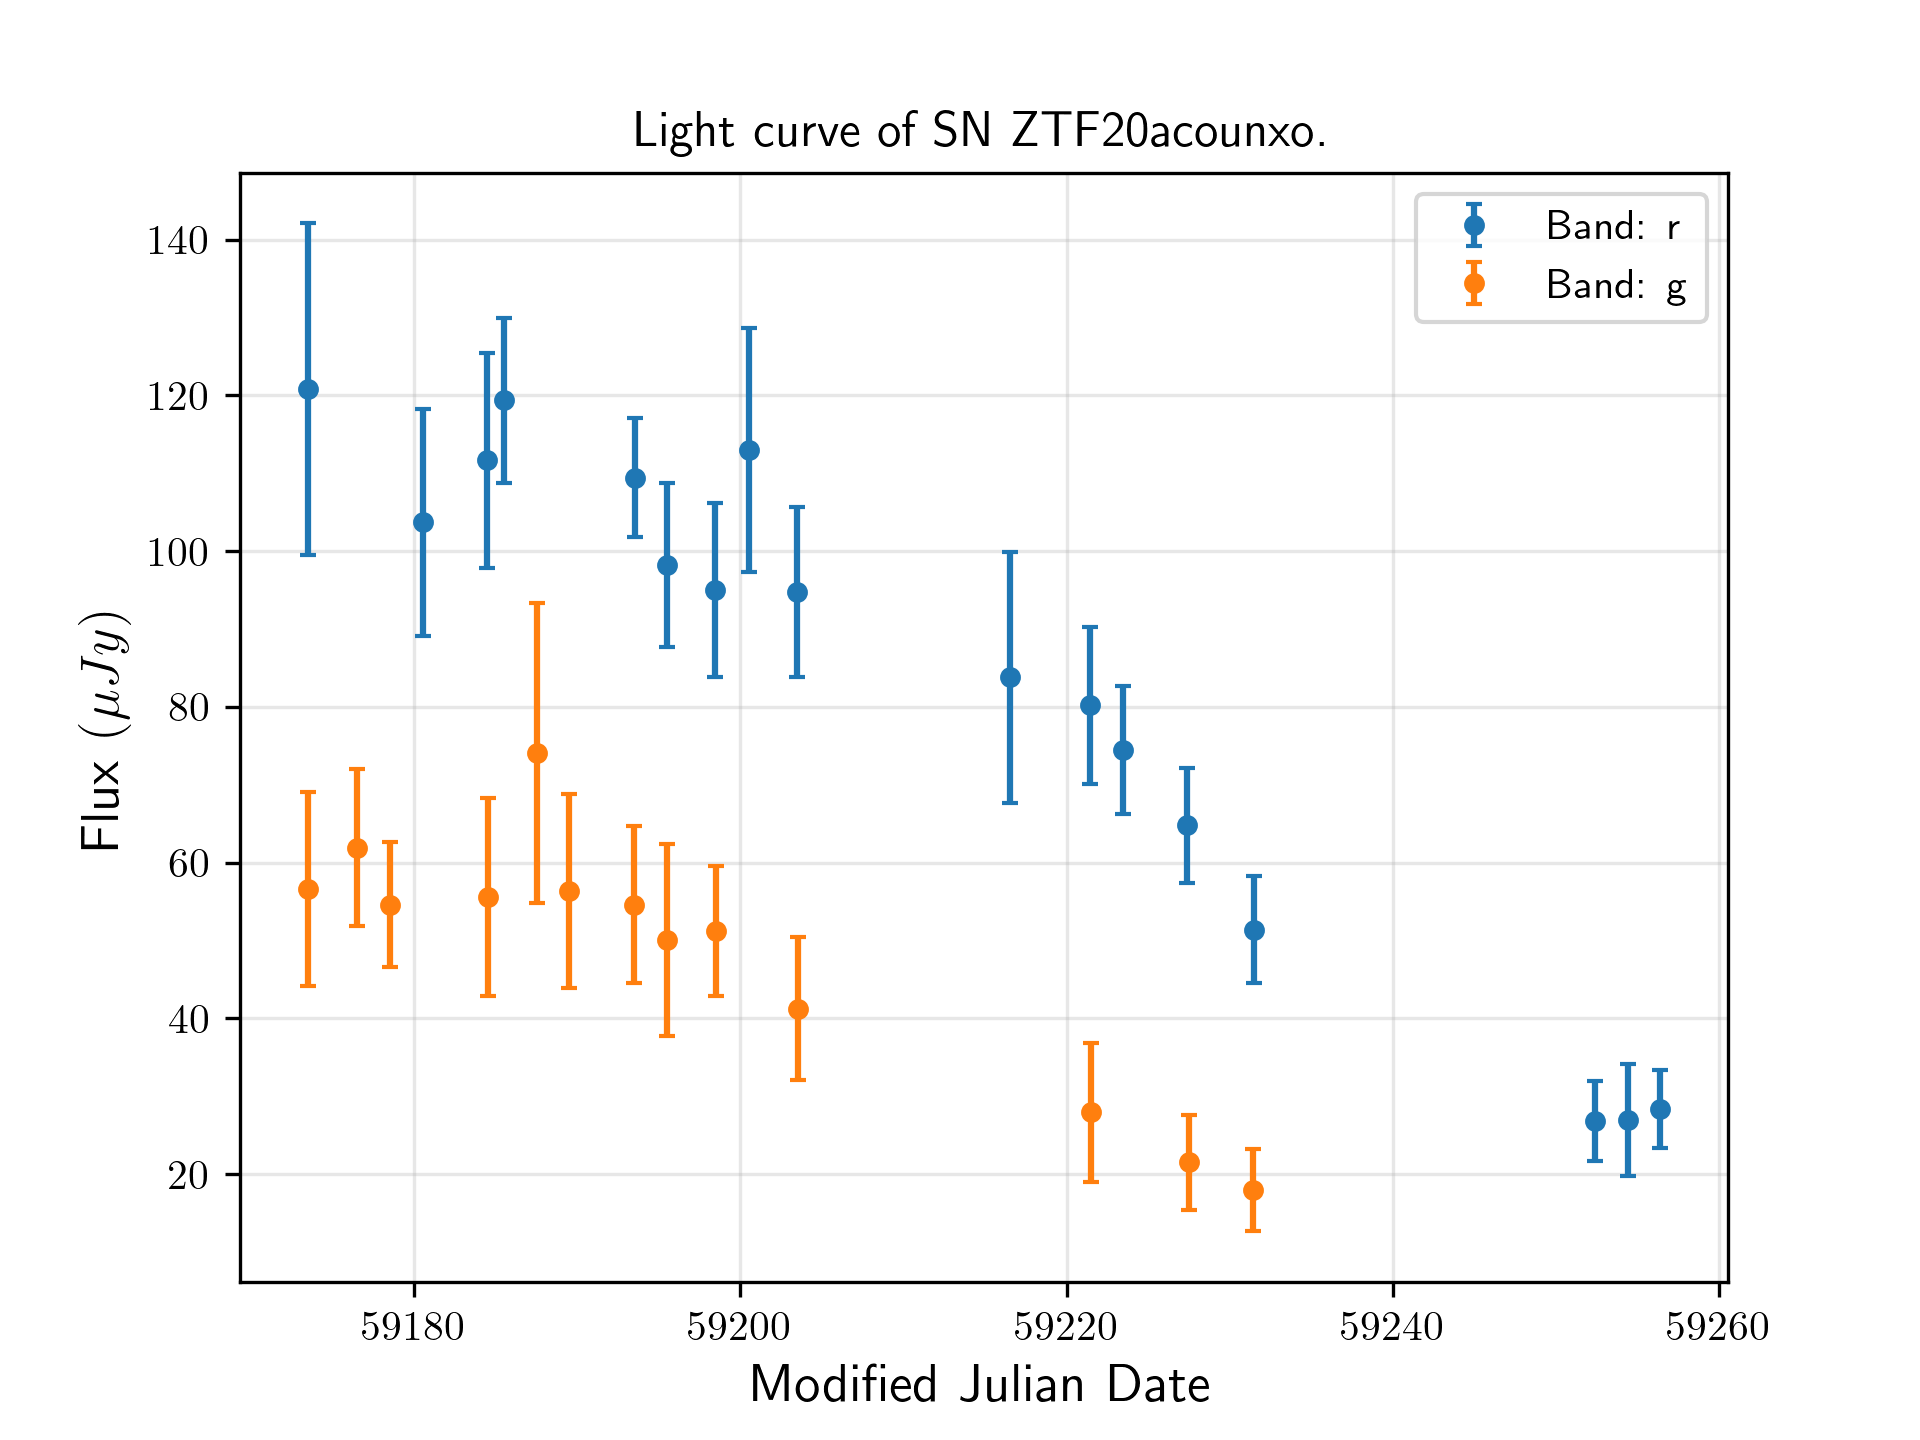 Light curve of SN ZTF20acounxo.
Band: r
Band: g
140
120
100
80
60
40
20
Flux (μJy)
59180 59200 59220 59240 59260
Modified Julian Date